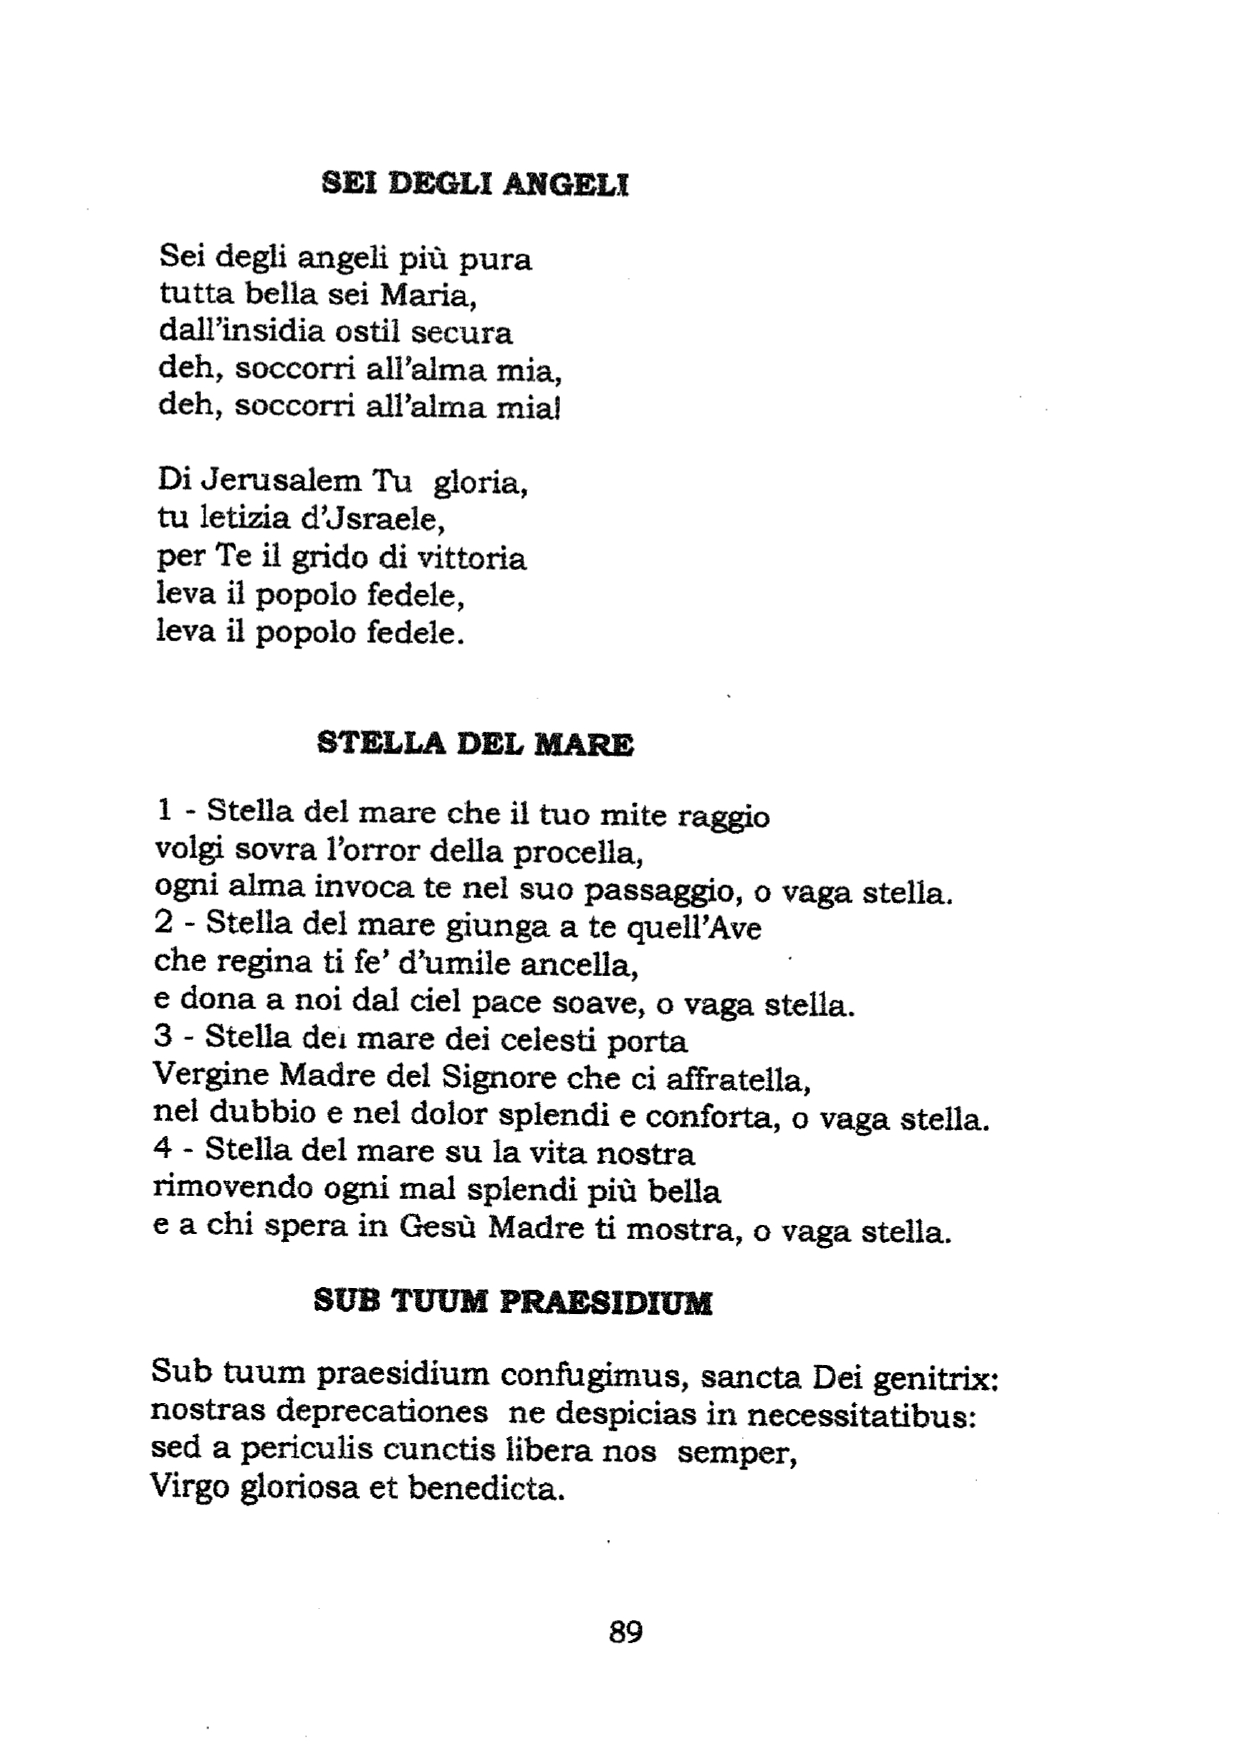 SEI DEGLI ANGELI
Sei degli angeli più pura
tutta bella sei Maria,
dall'insidia ostil secura
deh, soccorri all'alma mia,
deh, soccorri all'alma mia!
Di Jerusalem Tu gloria,
tu letizia d'Jsraele,
per Te il grido di vittoria
leva il popolo fedele,
leva il popolo fedele.
STELLA DEL MARE
1 - Stella del mare che il tuo mite raggio
volgi sovra l'orror della procella,
ogni alma invoca te nel suo passaggio, o vaga stella.
2 - Stella del mare giunga a te quell'Ave
che regina ti fe' d'umile ancella,
e dona a noi dal ciel pace soave, o vaga stella.
3 - Stella del mare dei celesti porta
Vergine Madre del Signore che ci affratella,
nel dubbio e nel dolor splendi e conforta, o vaga stella.
4 - Stella del mare su la vita nostra
rimovendo ogni mal splendi più bella
e a chi spera in Gesù Madre ti mostra, o vaga stella.
SUB TUUM PRAESIDIUM
Sub tuum praesidium confugimus, sancta Dei genitrix:
nostras deprecationes ne despicias in necessitatibus:
sed a periculis cunctis libera nos semper,
Virgo gloriosa et benedicta.
89